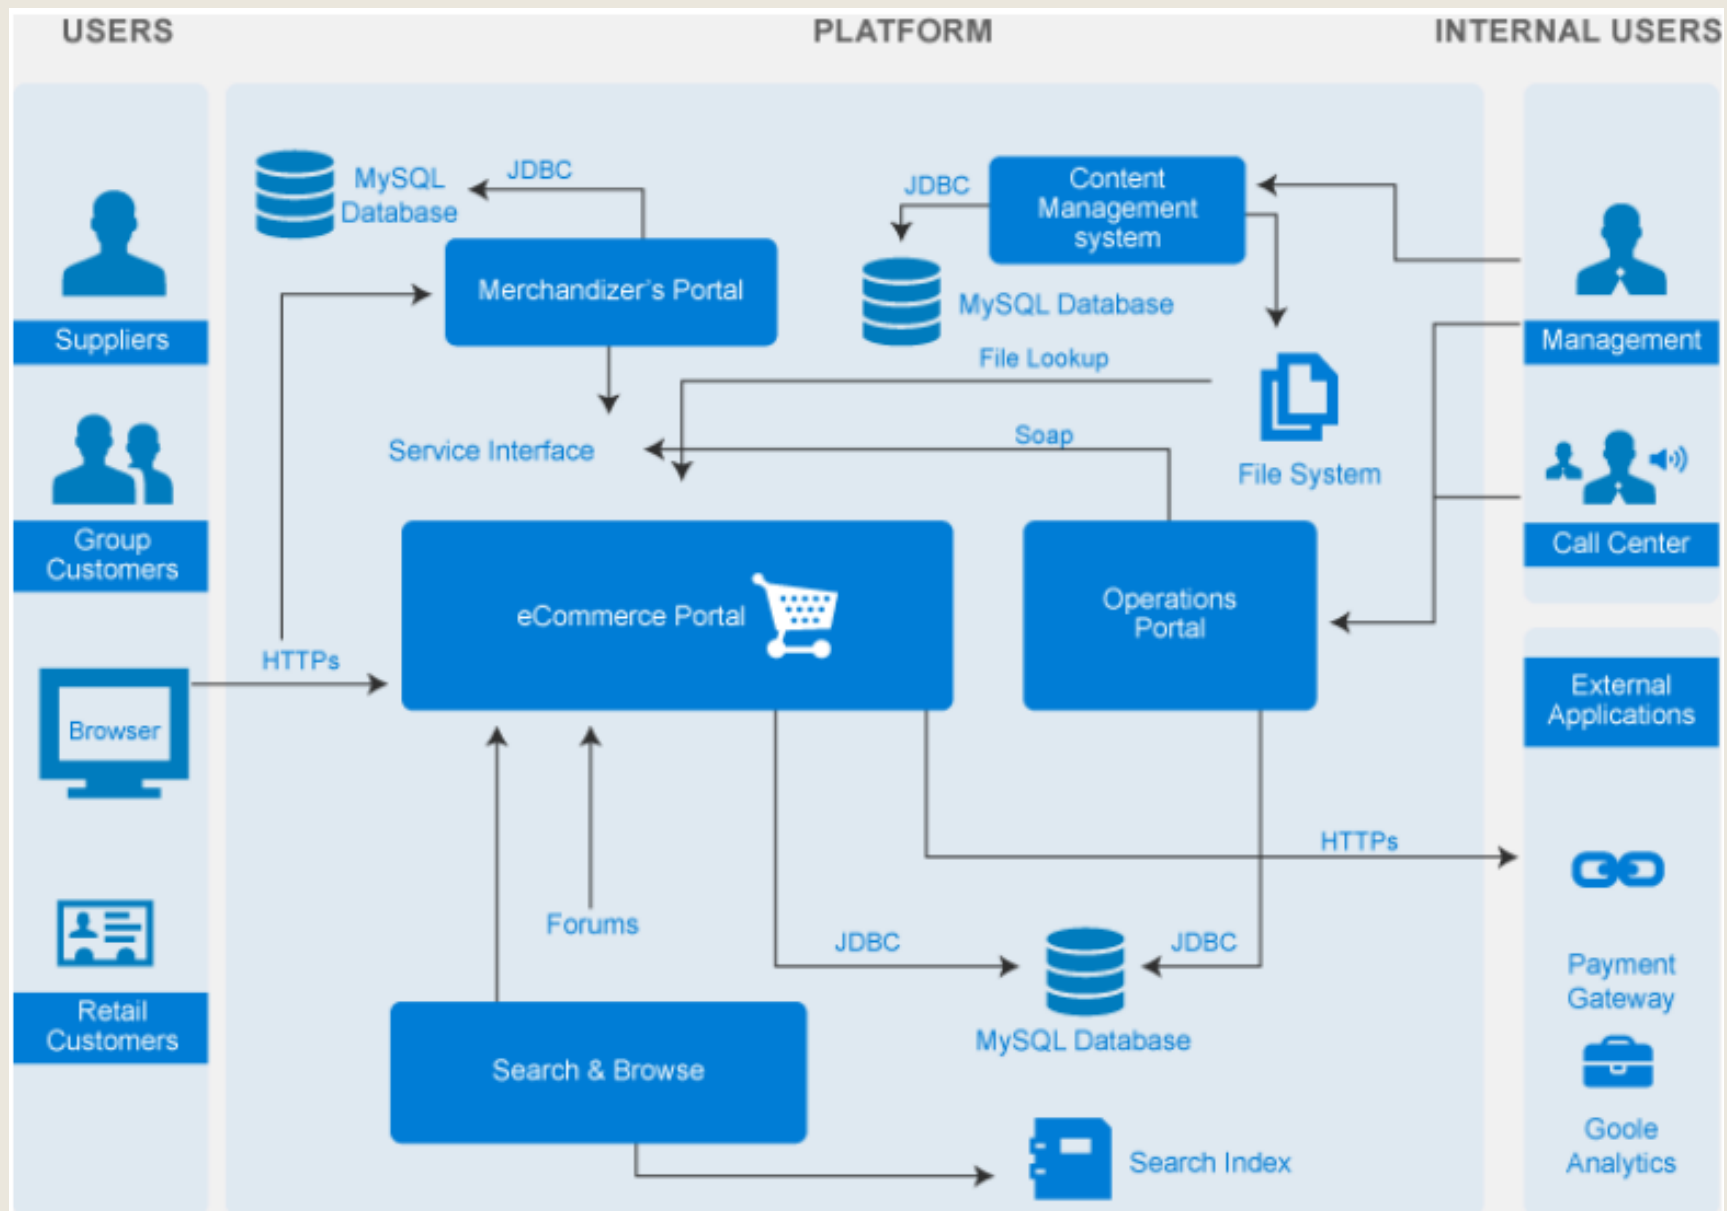 USERS
PLATFORM
INTERNAL USERS
Suppliers
Group
Customers
Browser
Retail
Customers
MySQL
Database
JDBC
Merchandizer's Portal
JDBC
Content
Management
system
MySQL Database
File Lookup
Service Interface
Soap
File System
HTTPs
eCommerce Portal
Operations
Portal
Forums
JDBC
JDBC
HTTPs
MySQL Database
Search & Browse
Search Index
Management
Call Center
External
Applications
Payment
Gateway
Goole
Analytics